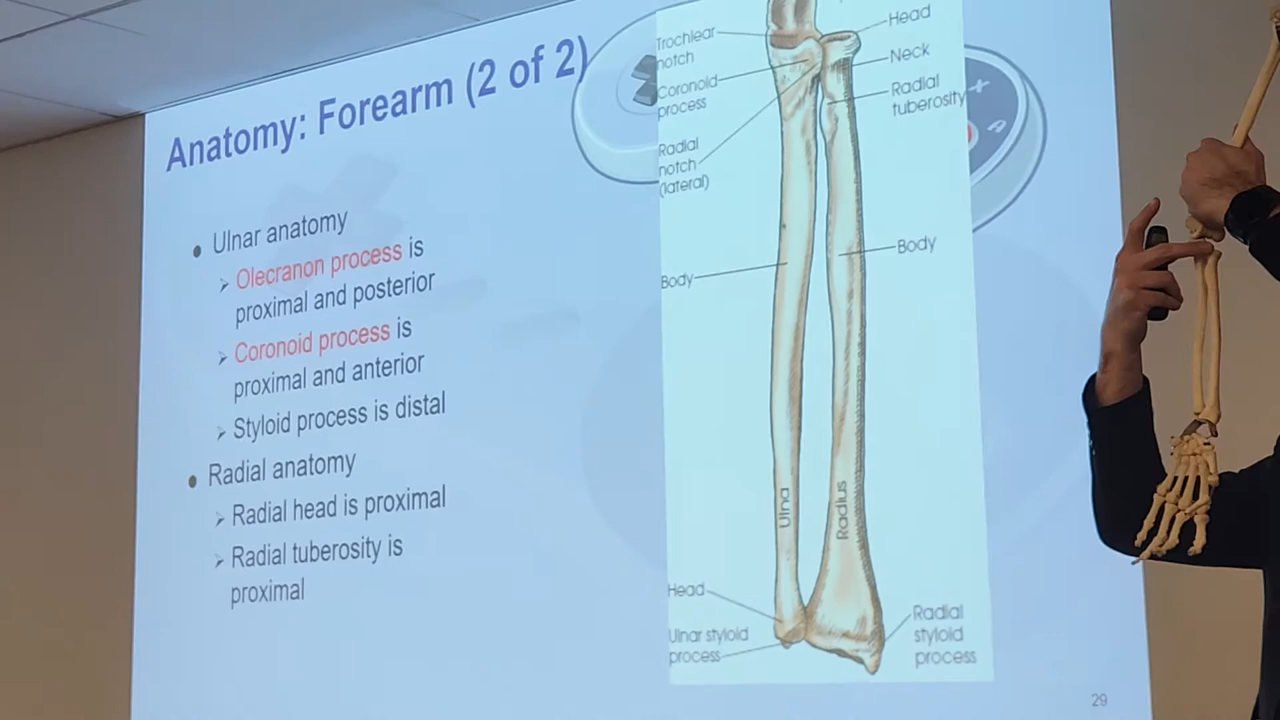 Anatomy: Forearm (2 of 2)
Ulnar anatomy
Olecranon process is
proximal and posterior
Coronoid process is
proximal and anterior
Styloid process is distal
Radial anatomy
Radial head is proximal
Radial tuberosity is
proximal
Trochlear
notch
Coronoid
process
Radial
notch
(lateral)
Head
Neck
Radial
tuberosity
Body
Body
Ulna
Radius
Head
Ulnar styloid
process
Radial
styloid
process
A
29